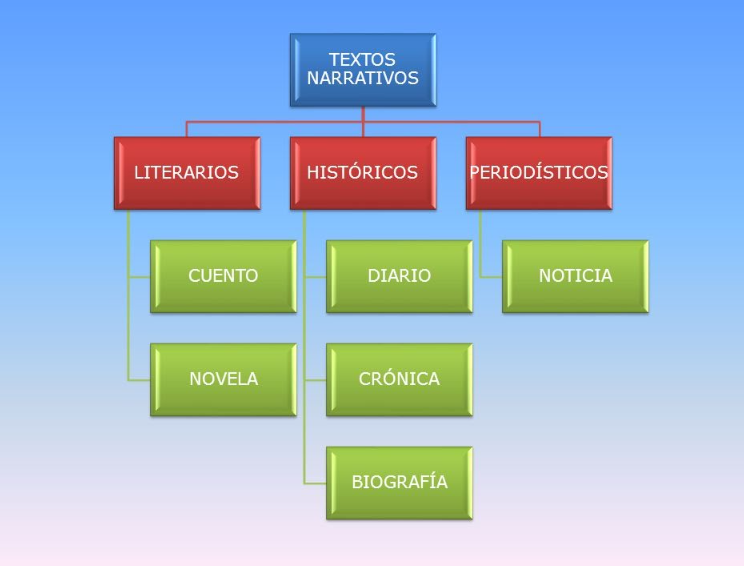 TEXTOS
NARRATIVOS
LITERARIOS
HISTÓRICOS
PERIODÍSTICOS
CUENTO
DIARIO
NOTICIA
NOVELA
CRÓNICA
BIOGRAFÍA